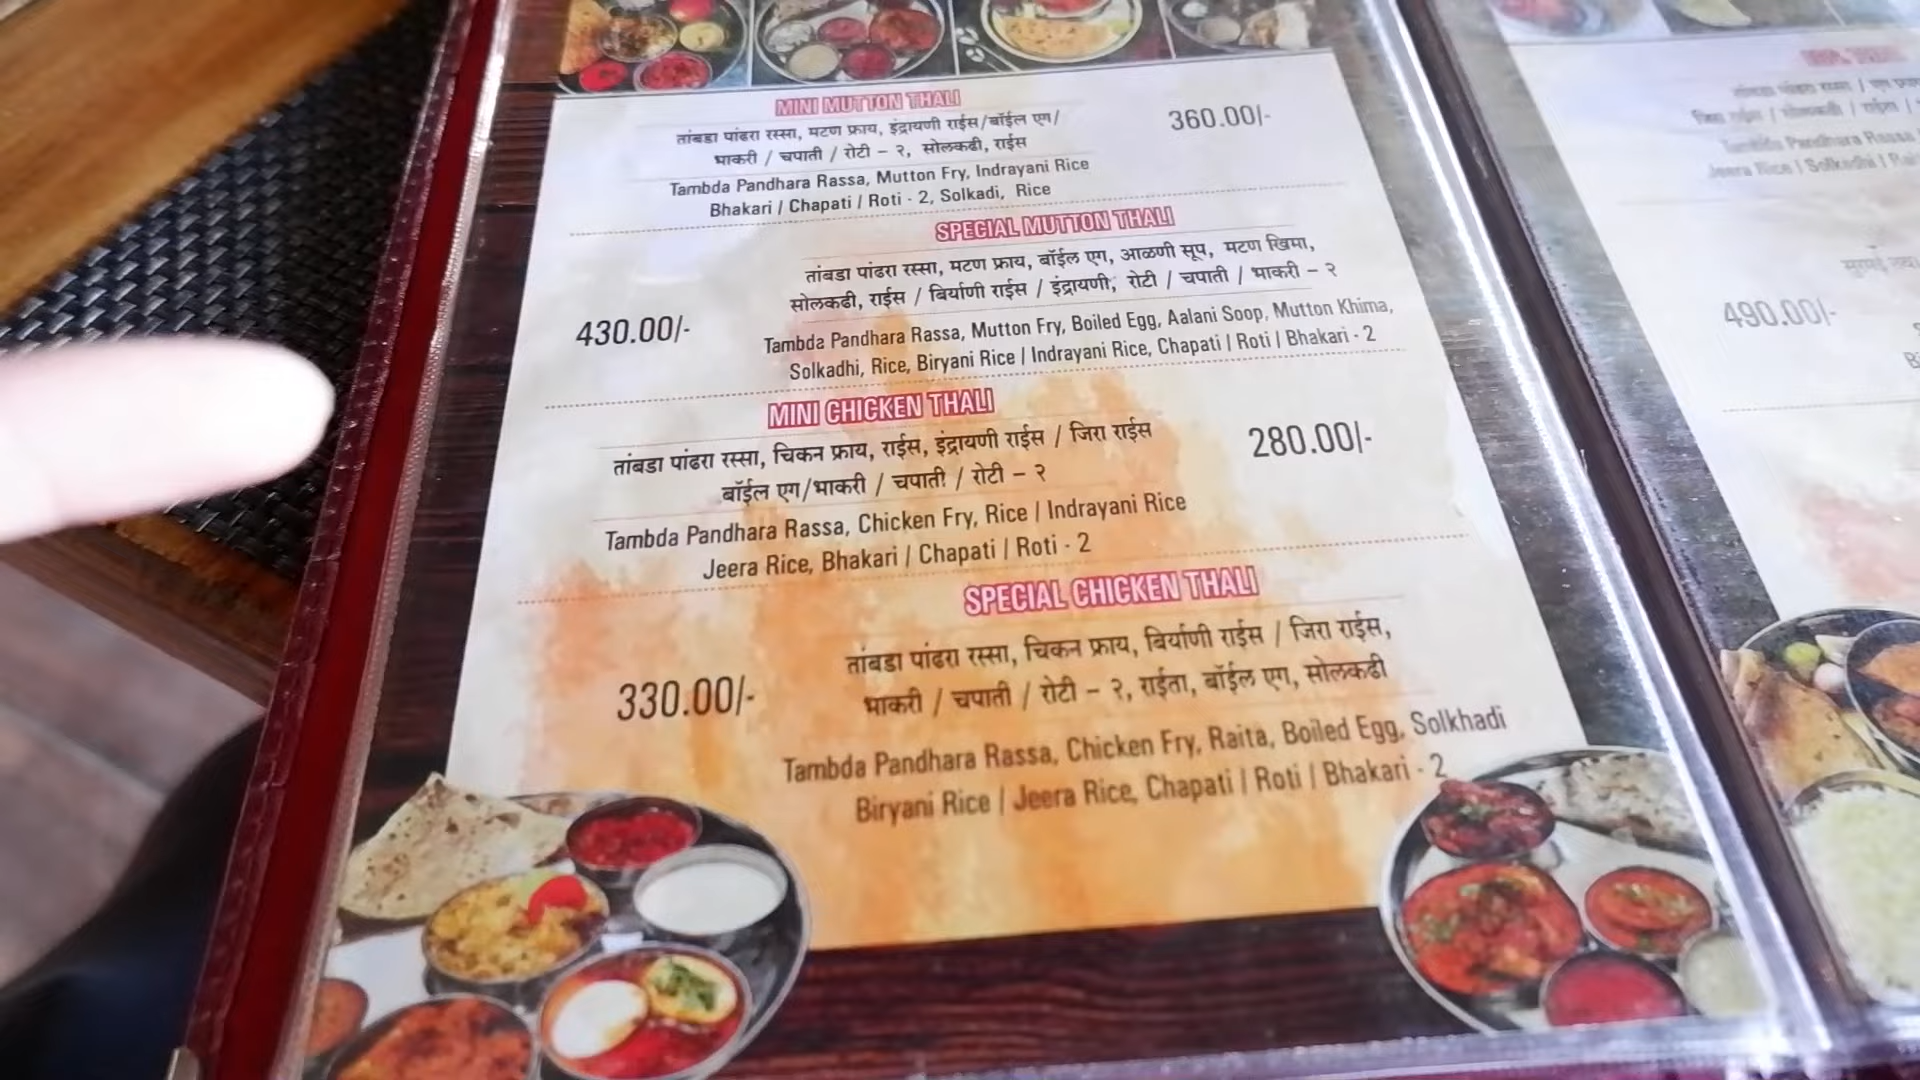 MINI MUTTON THALI
तांबडा पांढरा रस्सा, मटण फ्राय, इंद्रायणी राईस/बॉईल एग/
भाकरी / चपाती / रोटी - २, सोलकढी, राईस
360.00/-
Tambda Pandhara Rassa, Mutton Fry, Indrayani Rice
Bhakari / Chapati / Roti - 2, Solkadi, Rice
SPECIAL MUTTON THALI
तांबडा पांढरा रस्सा, मटण फ्राय, बॉईल एग, आळणी सूप, मटण खिमा,
सोलकढी, राईस / बिर्याणी राईस / इंद्रायणी, रोटी / चपाती / भाकरी - २
430.00/-
Tambda Pandhara Rassa, Mutton Fry, Boiled Egg, Aalani Soop, Mutton Khima,
Solkadhi, Rice, Biryani Rice | Indrayani Rice, Chapati | Roti | Bhakari - 2
MINI CHICKEN THALI
तांबडा पांढरा रस्सा, चिकन फ्राय, राईस, इंद्रायणी राईस / जिरा राईस
बॉईल एग/भाकरी / चपाती / रोटी - २
280.00/-
Tambda Pandhara Rassa, Chicken Fry, Rice | Indrayani Rice
Jeera Rice, Bhakari / Chapati | Roti - 2
SPECIAL CHICKEN THALI
तांबडा पांढरा रस्सा, चिकन फ्राय, बिर्याणी राईस / जिरा राईस,
भाकरी / चपाती / रोटी - २, राईता, बॉईल एग, सोलकढी
330.00/-
Tambda Pandhara Rassa, Chicken Fry, Raita, Boiled Egg, Solkhadi
Biryani Rice | Jeera Rice, Chapati | Roti | Bhakari - 2
Pandhara Rassa
Jeera Rice | Solkadhi |
490.00/-